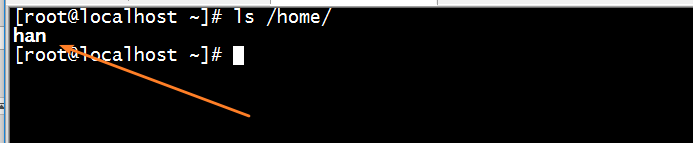 [root@localhost ~]# ls /home/
han
[root@localhost ~]#